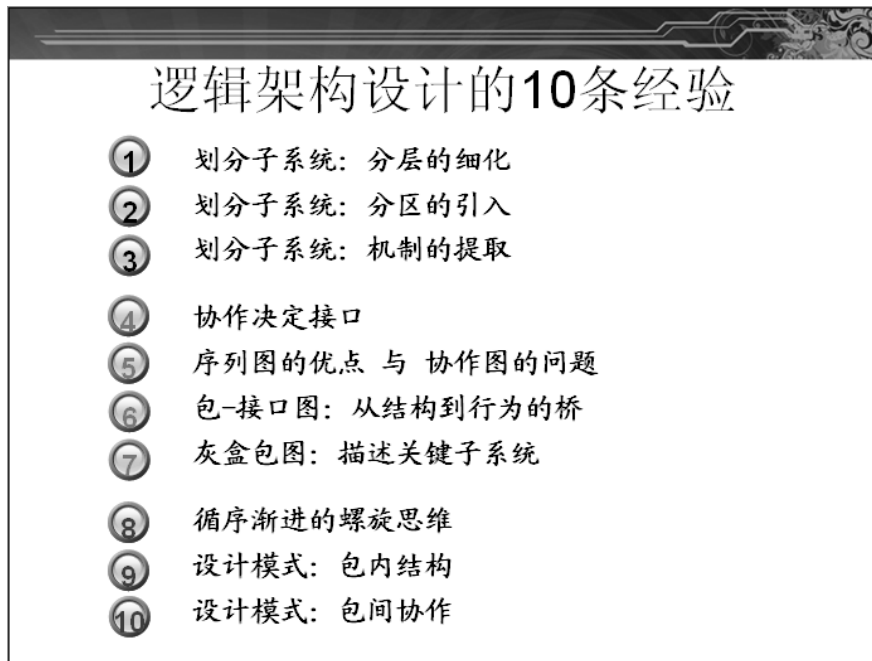 逻辑架构设计的10条经验
1 划分子系统：分层的细化
2 划分子系统：分区的引入
3 划分子系统：机制的提取
4 协作决定接口
5 序列图的优点 与 协作图的问题
6 包-接口图：从结构到行为的桥
7 灰盒包图：描述关键子系统
8 循序渐进的螺旋思维
9 设计模式：包内结构
10 设计模式：包间协作